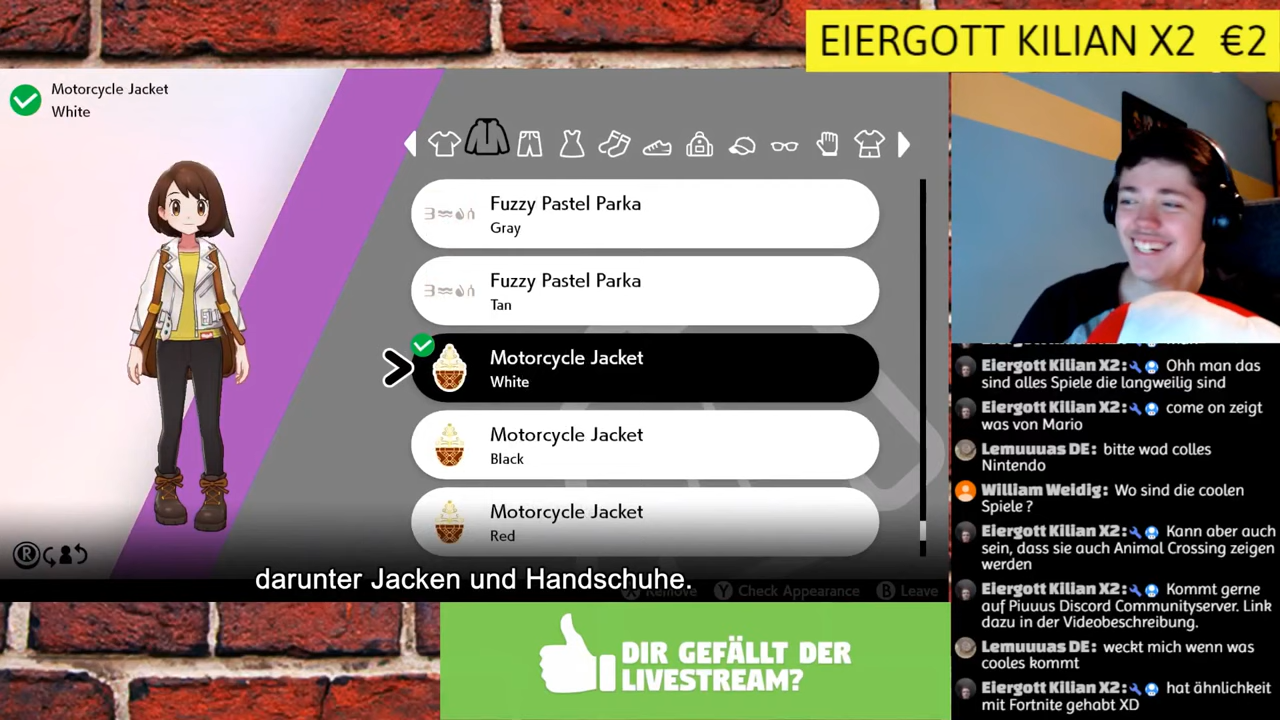 EIERGOTT KILIAN X2 €2
Motorcycle Jacket
White
Fuzzy Pastel Parka
Gray
Fuzzy Pastel Parka
Tan
Motorcycle Jacket
White
Motorcycle Jacket
Black
Motorcycle Jacket
Red
R
darunter Jacken und Handschuhe.
X Remove Y Check Appearance B Leave
DIR GEFÄLLT DER
LIVESTREAM?
Eiergott Kilian X2: Ohh man das
sind alles Spiele die langweilig sind
Eiergott Kilian X2: come on zeigt
was von Mario
Lemuuuas DE: bitte wad colles
Nintendo
William Weidig: Wo sind die coolen
Spiele ?
Eiergott Kilian X2: Kann aber auch
sein, dass sie auch Animal Crossing zeigen
werden
Eiergott Kilian X2: Kommt gerne
auf Piuuus Discord Communityserver. Link
dazu in der Videobeschreibung.
Lemuuuas DE: weckt mich wenn was
cooles kommt
Eiergott Kilian X2: hat ähnlichkeit
mit Fortnite gehabt XD